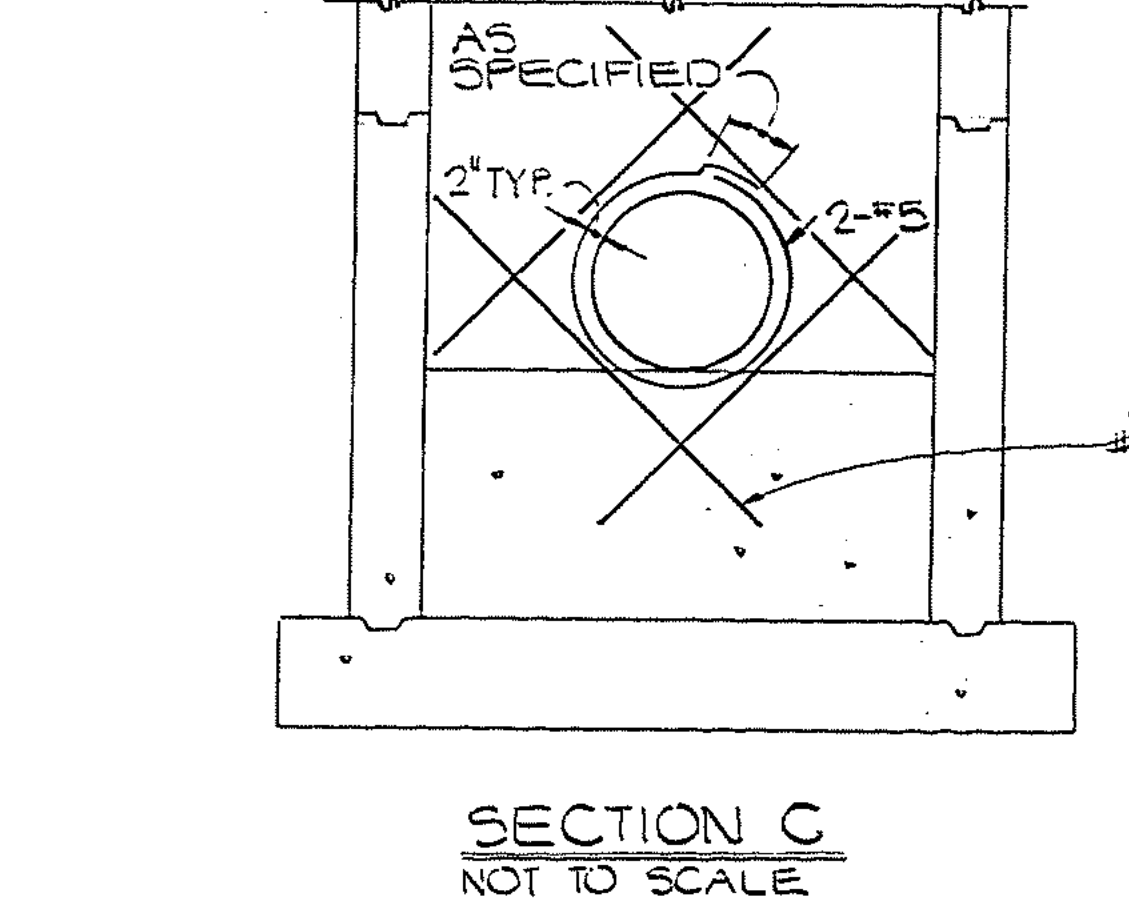 AS
SPECIFIED
2" TYP.
2-#5
#
SECTION C
NOT TO SCALE